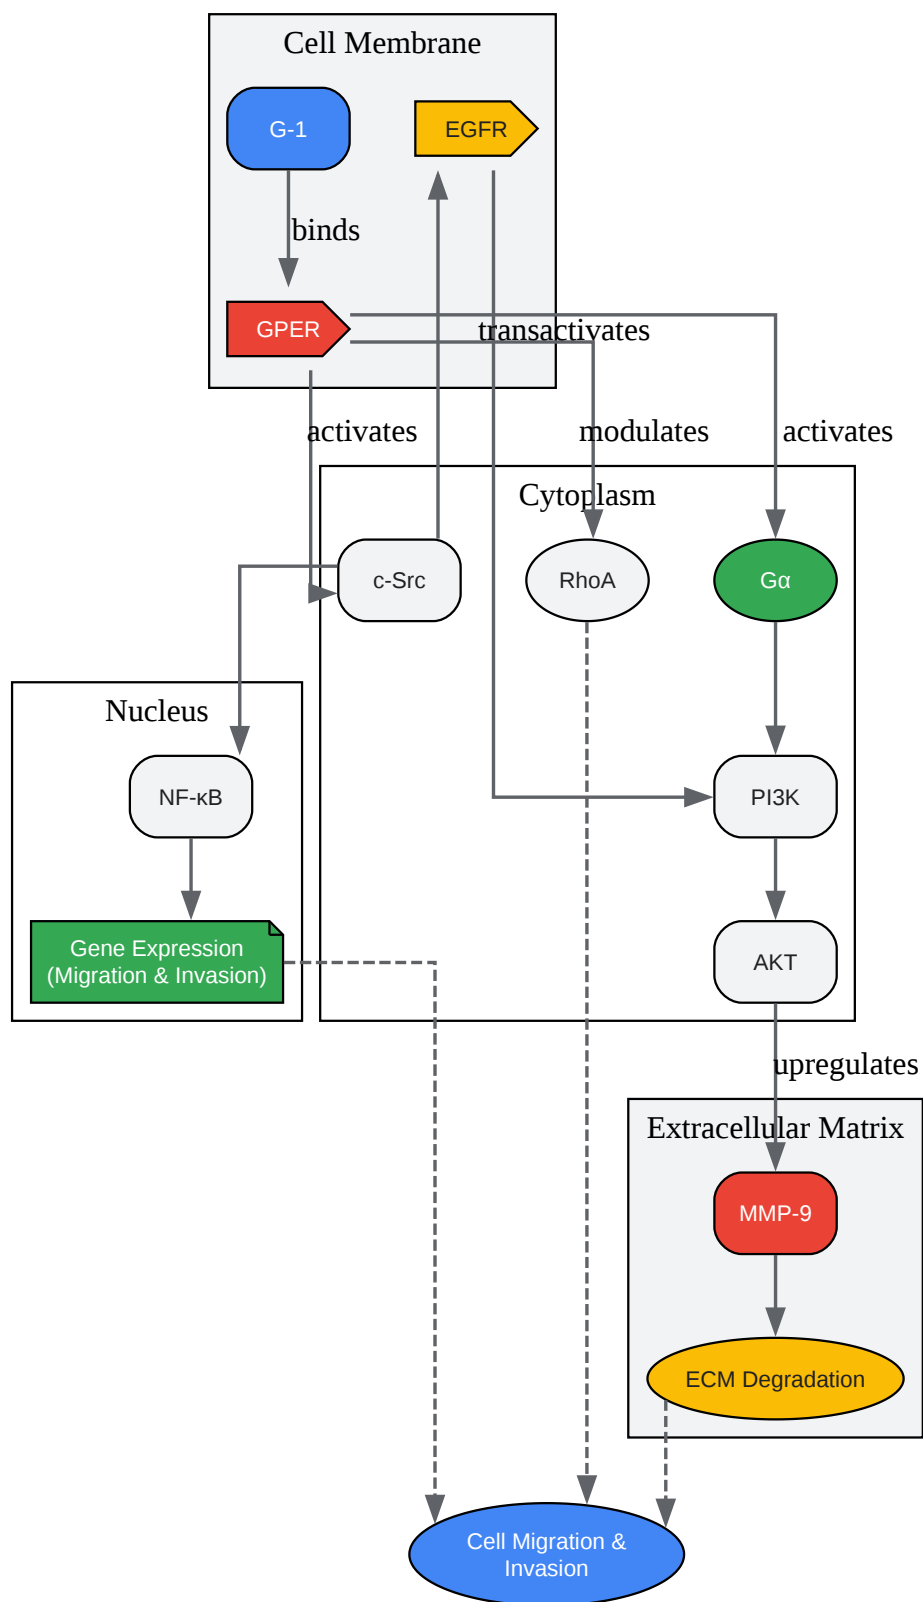 Cell Membrane
G-1
EGFR
binds
GPER
transactivates
activates
modulates
activates
Cytoplasm
c-Src
RhoA
Gα
Nucleus
NF-κB
PI3K
Gene Expression
(Migration & Invasion)
AKT
upregulates
Extracellular Matrix
MMP-9
ECM Degradation
Cell Migration &
Invasion